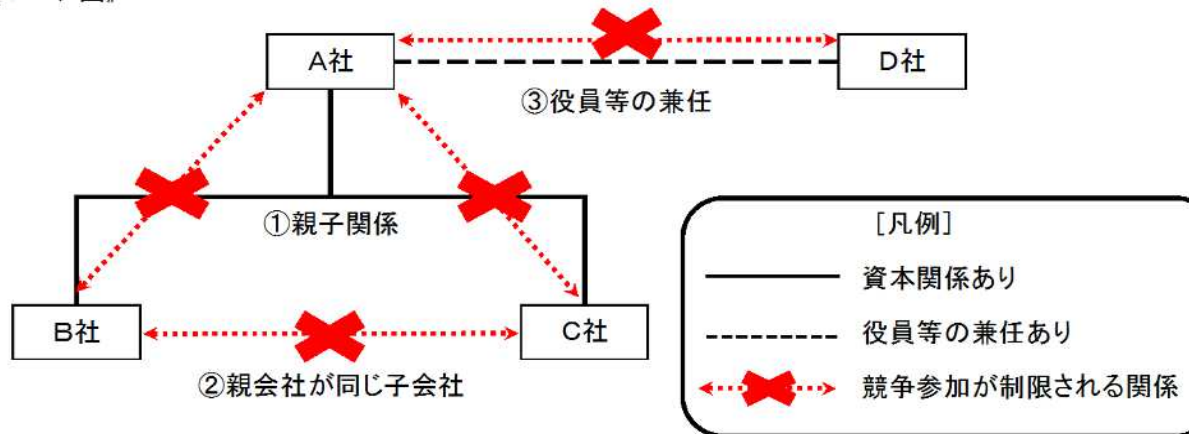 A社
D社
③役員等の兼任
①親子関係
[凡例]
資本関係あり
B社
C社
役員等の兼任あり
②親会社が同じ子会社
競争参加が制限される関係